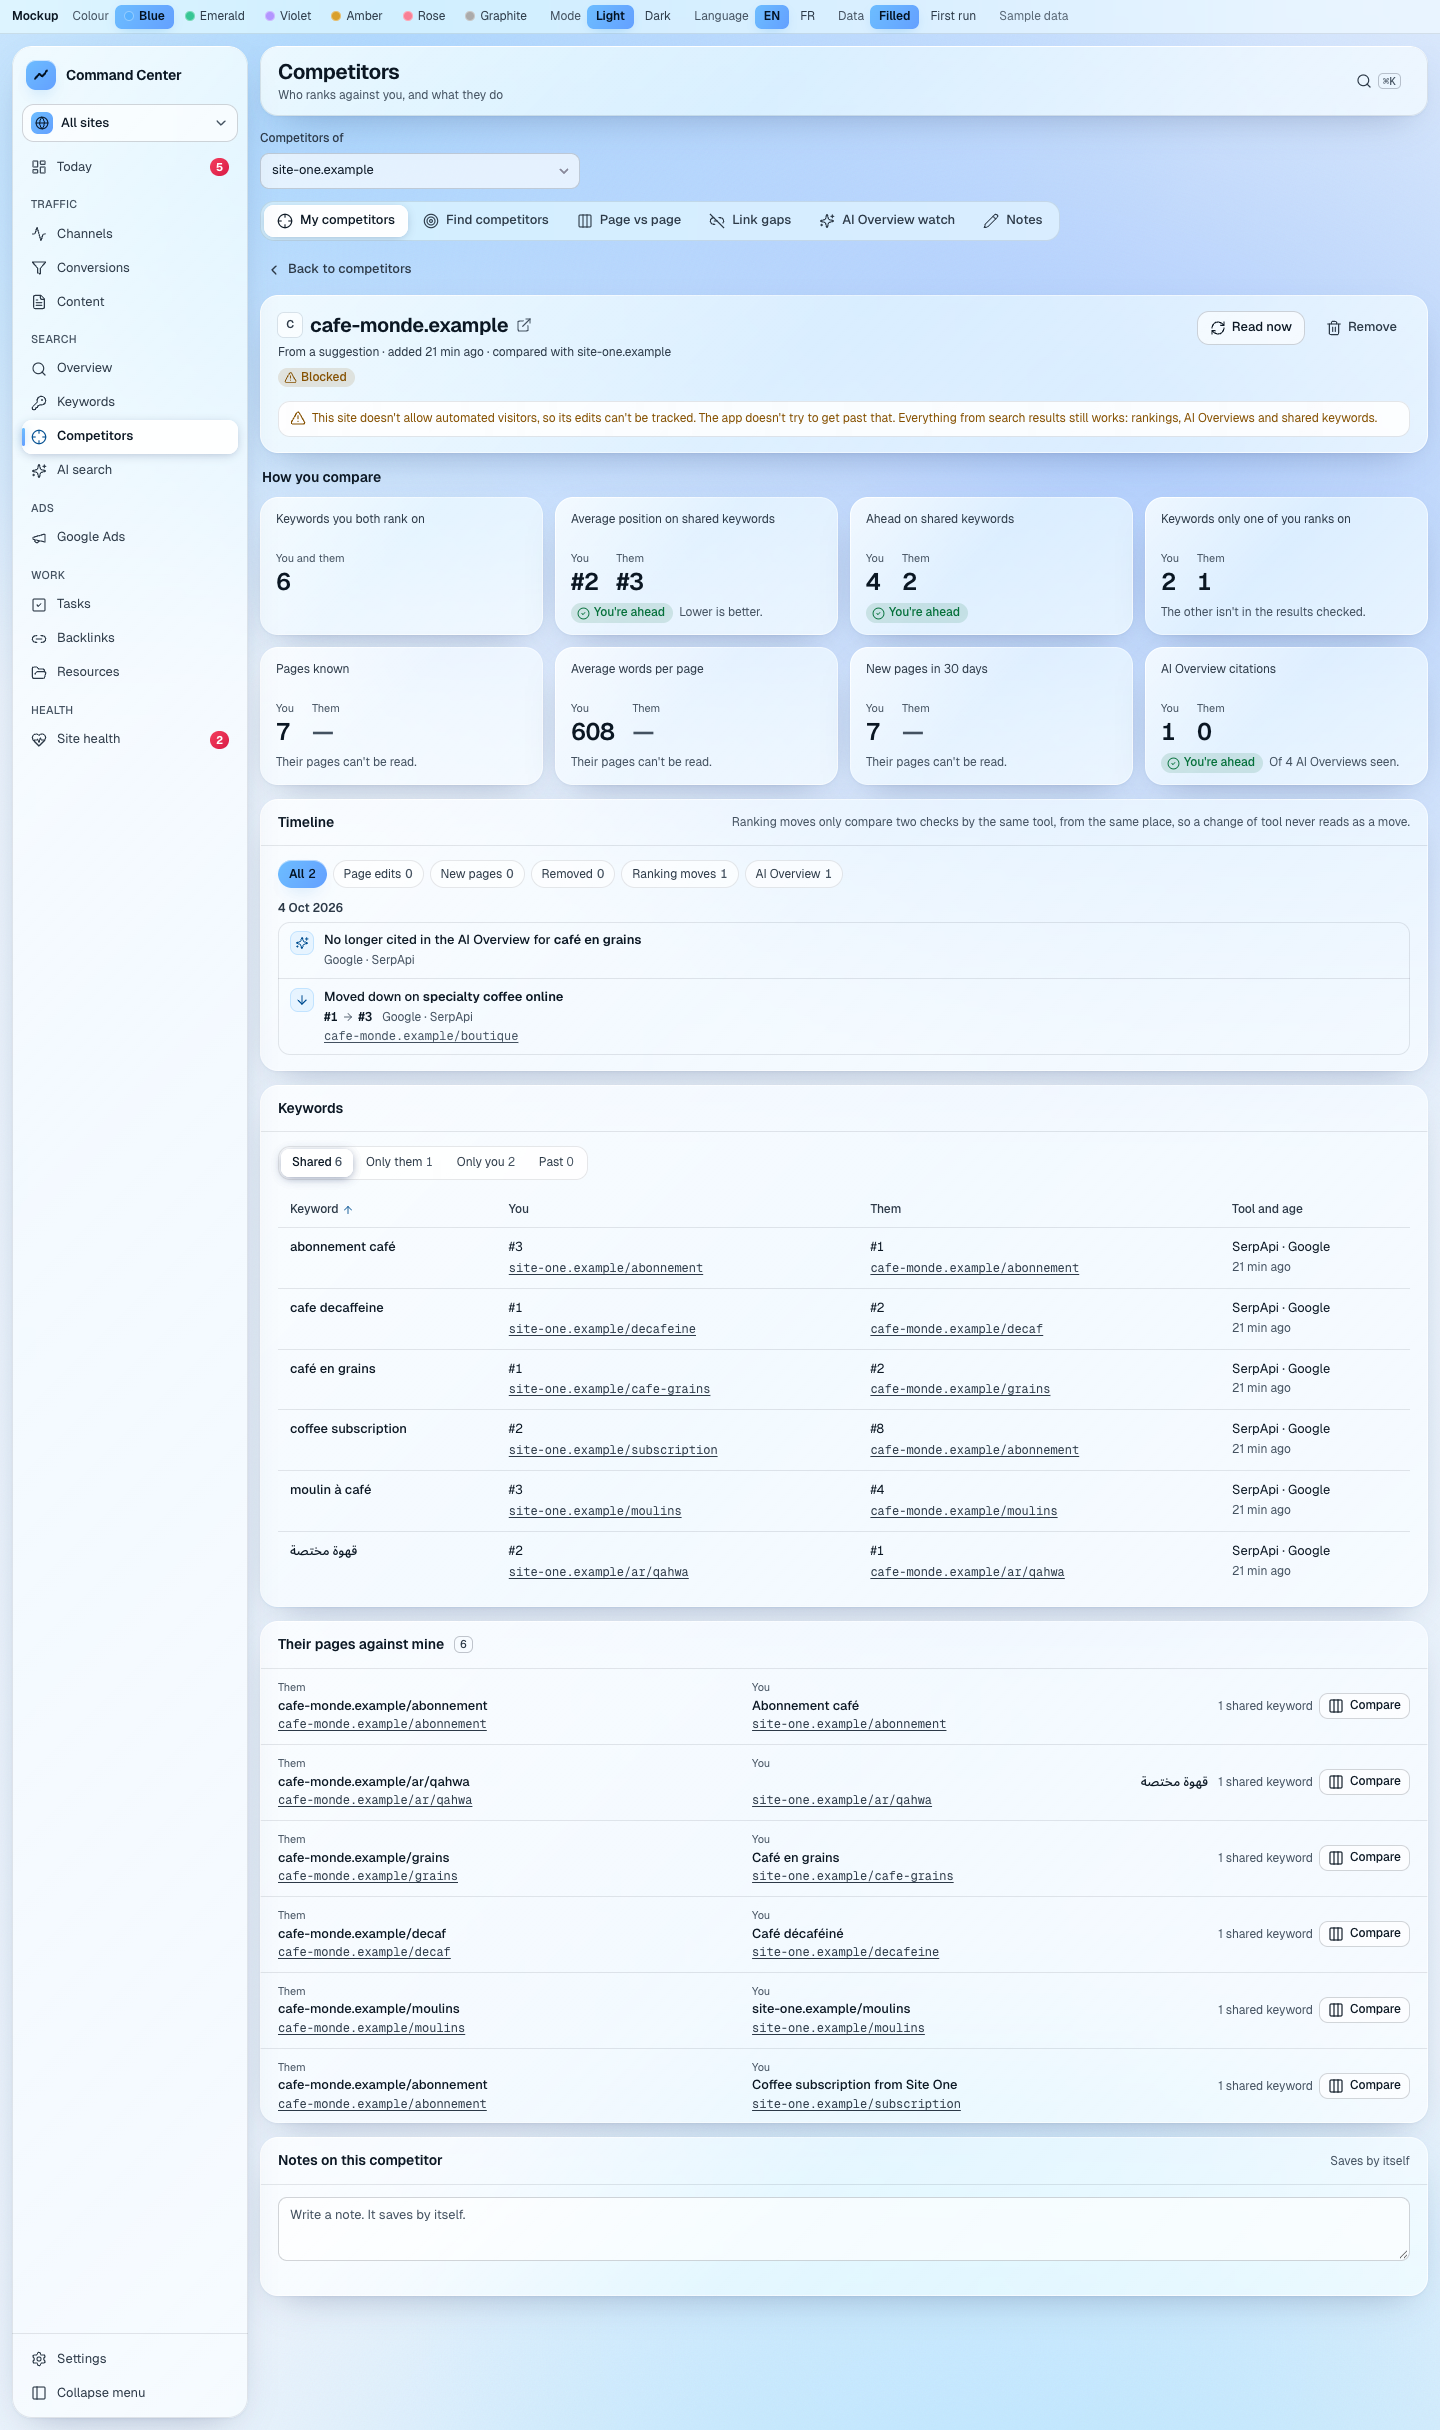 Mockup Colour Blue Emerald Violet Amber Rose Graphite Mode Light Dark Language EN FR Data Filled First run Sample data
Command Center
All sites
Today 5
TRAFFIC
Channels
Conversions
Content
SEARCH
Overview
Keywords
Competitors
AI search
ADS
Google Ads
WORK
Tasks
Backlinks
Resources
HEALTH
Site health 2
Settings
Collapse menu
Competitors
Who ranks against you, and what they do
⌘K
Competitors of
site-one.example
My competitors Find competitors Page vs page Link gaps AI Overview watch Notes
Back to competitors
C cafe-monde.example
Read now Remove
From a suggestion · added 21 min ago · compared with site-one.example
Blocked
This site doesn't allow automated visitors, so its edits can't be tracked. The app doesn't try to get past that. Everything from search results still works: rankings, AI Overviews and shared keywords.
How you compare
Keywords you both rank on
You and them
6
Average position on shared keywords
You Them
#2 #3
You're ahead Lower is better.
Ahead on shared keywords
You Them
4 2
You're ahead
Keywords only one of you ranks on
You Them
2 1
The other isn't in the results checked.
Pages known
You Them
7 —
Their pages can't be read.
Average words per page
You Them
608 —
Their pages can't be read.
New pages in 30 days
You Them
7 —
Their pages can't be read.
AI Overview citations
You Them
1 0
You're ahead Of 4 AI Overviews seen.
Timeline
Ranking moves only compare two checks by the same tool, from the same place, so a change of tool never reads as a move.
All 2 Page edits 0 New pages 0 Removed 0 Ranking moves 1 AI Overview 1
4 Oct 2026
No longer cited in the AI Overview for café en grains
Google · SerpApi
Moved down on specialty coffee online
#1 → #3 Google · SerpApi
cafe-monde.example/boutique
Keywords
Shared 6 Only them 1 Only you 2 Past 0
Keyword ↑ You Them Tool and age
abonnement café #3 #1 SerpApi · Google
site-one.example/abonnement cafe-monde.example/abonnement 21 min ago
cafe decaffeine #1 #2 SerpApi · Google
site-one.example/decafeine cafe-monde.example/decaf 21 min ago
café en grains #1 #2 SerpApi · Google
site-one.example/cafe-grains cafe-monde.example/grains 21 min ago
coffee subscription #2 #8 SerpApi · Google
site-one.example/subscription cafe-monde.example/abonnement 21 min ago
moulin à café #3 #4 SerpApi · Google
site-one.example/moulins cafe-monde.example/moulins 21 min ago
قهوة مختصة #2 #1 SerpApi · Google
site-one.example/ar/qahwa cafe-monde.example/ar/qahwa 21 min ago
Their pages against mine 6
Them You
cafe-monde.example/abonnement Abonnement café 1 shared keyword Compare
cafe-monde.example/abonnement site-one.example/abonnement
Them You
cafe-monde.example/ar/qahwa قهوة مختصة 1 shared keyword Compare
cafe-monde.example/ar/qahwa site-one.example/ar/qahwa
Them You
cafe-monde.example/grains Café en grains 1 shared keyword Compare
cafe-monde.example/grains site-one.example/cafe-grains
Them You
cafe-monde.example/decaf Café décaféiné 1 shared keyword Compare
cafe-monde.example/decaf site-one.example/decafeine
Them You
cafe-monde.example/moulins site-one.example/moulins 1 shared keyword Compare
cafe-monde.example/moulins site-one.example/moulins
Them You
cafe-monde.example/abonnement Coffee subscription from Site One 1 shared keyword Compare
cafe-monde.example/abonnement site-one.example/subscription
Notes on this competitor Saves by itself
Write a note. It saves by itself.